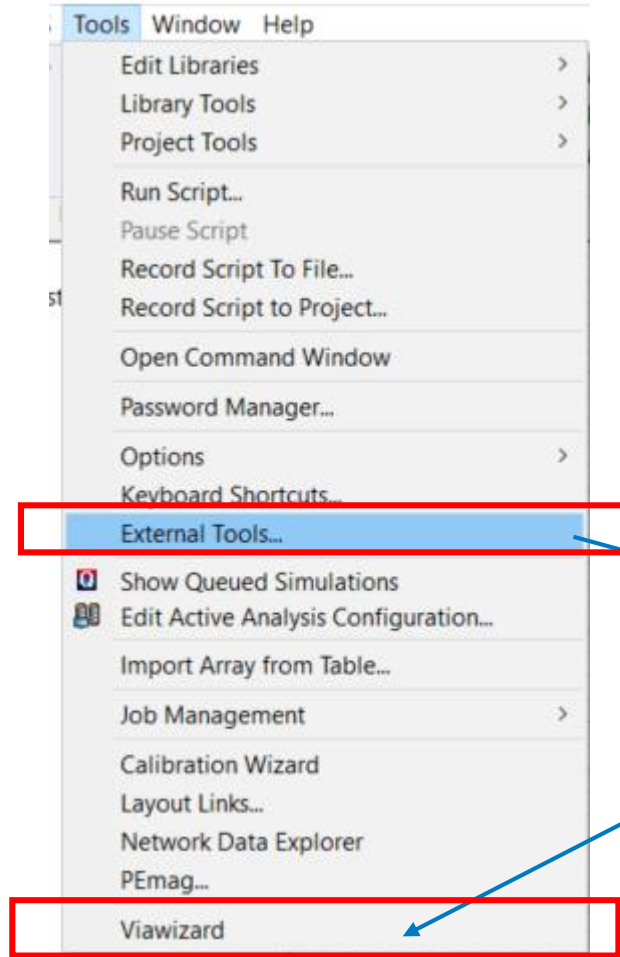 Tools Window Help
Edit Libraries
Library Tools
Project Tools
Run Script...
Pause Script
Record Script To File...
Record Script to Project...
Open Command Window
Password Manager...
Options
Keyboard Shortcuts...
External Tools...
Show Queued Simulations
Edit Active Analysis Configuration...
Import Array from Table...
Job Management
Calibration Wizard
Layout Links...
Network Data Explorer
PEmag...
Viawizard